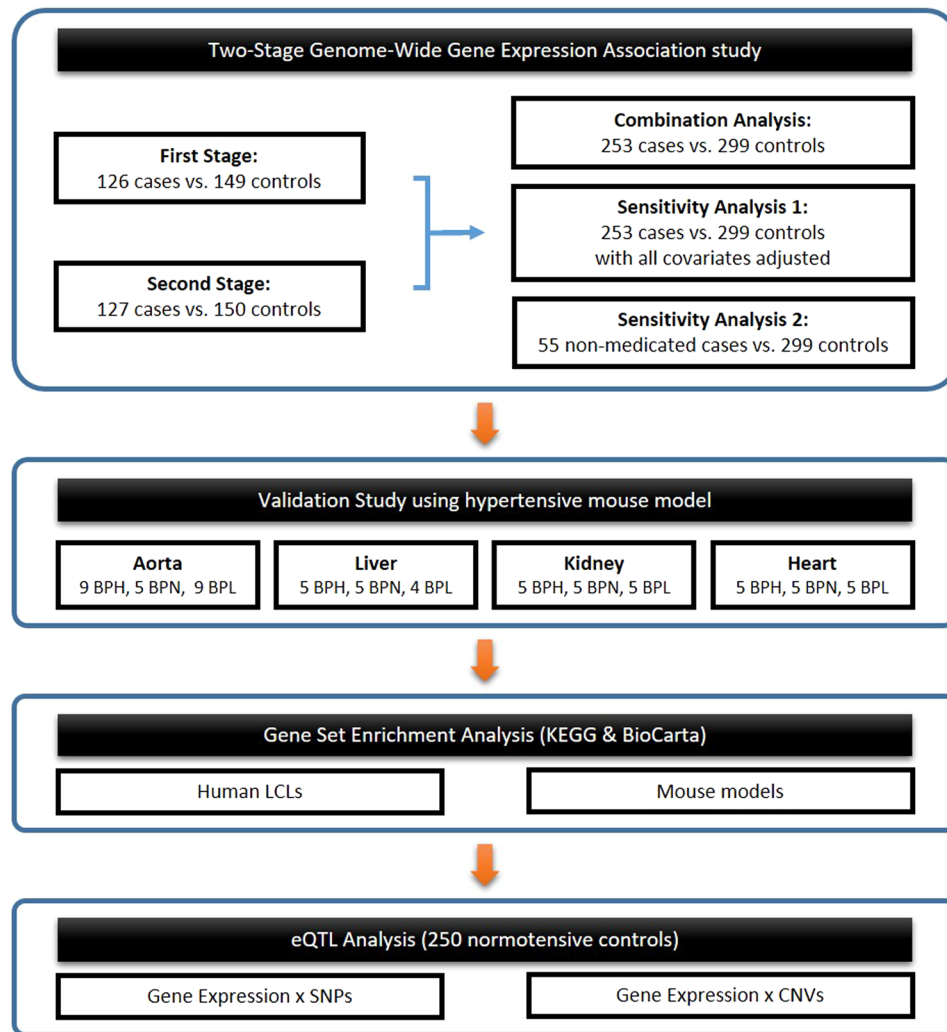 Two-Stage Genome-Wide Gene Expression Association study
First Stage:
126 cases vs. 149 controls
Second Stage:
127 cases vs. 150 controls
Combination Analysis:
253 cases vs. 299 controls
Sensitivity Analysis 1:
253 cases vs. 299 controls
with all covariates adjusted
Sensitivity Analysis 2:
55 non-medicated cases vs. 299 controls
Validation Study using hypertensive mouse model
Aorta
9 BPH, 5 BPN, 9 BPL
Liver
5 BPH, 5 BPN, 4 BPL
Kidney
5 BPH, 5 BPN, 5 BPL
Heart
5 BPH, 5 BPN, 5 BPL
Gene Set Enrichment Analysis (KEGG & BioCarta)
Human LCLs
Mouse models
eQTL Analysis (250 normotensive controls)
Gene Expression x SNPs
Gene Expression x CNVs